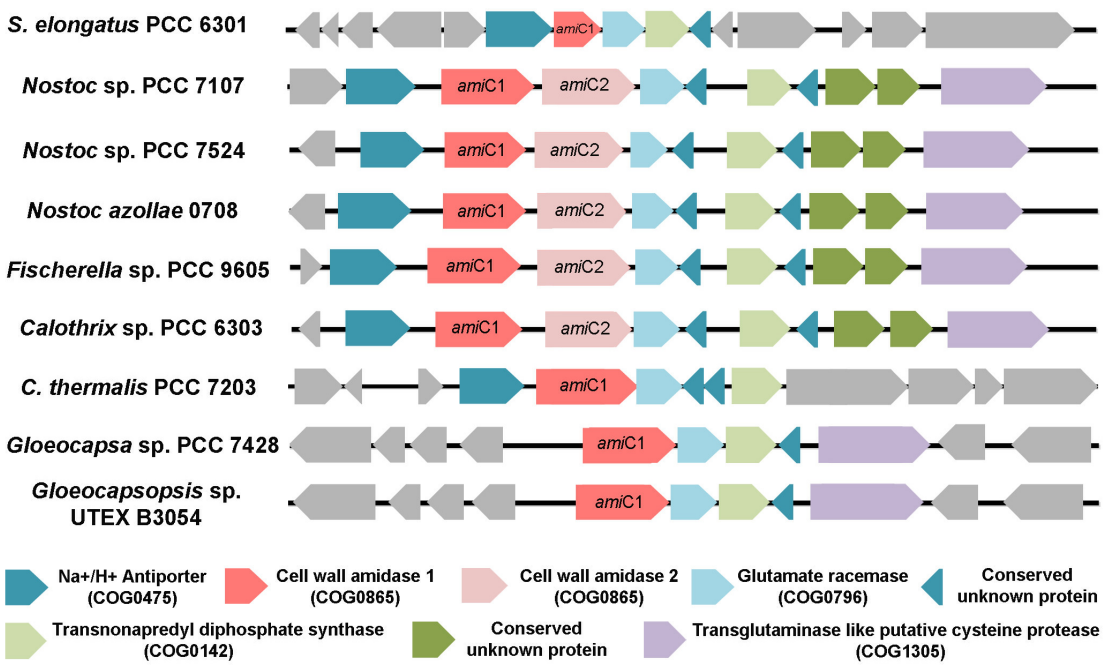 S. elongatus PCC 6301
amiC1
Nostoc sp. PCC 7107
amiC1 amiC2
Nostoc sp. PCC 7524
amiC1 amiC2
Nostoc azollae 0708
amiC1 amiC2
Fischerella sp. PCC 9605
amiC1 amiC2
Calothrix sp. PCC 6303
amiC1 amiC2
C. thermalis PCC 7203
amiC1
Gloeocapsa sp. PCC 7428
amiC1
Gloeocapsopsis sp.
UTEX B3054
amiC1
Na+/H+ Antiporter
(COG0475)
Cell wall amidase 1
(COG0865)
Cell wall amidase 2
(COG0865)
Glutamate racemase
(COG0796)
Conserved
unknown protein
Transnonapredyl diphosphate synthase
(COG0142)
Conserved
unknown protein
Transglutaminase like putative cysteine protease
(COG1305)